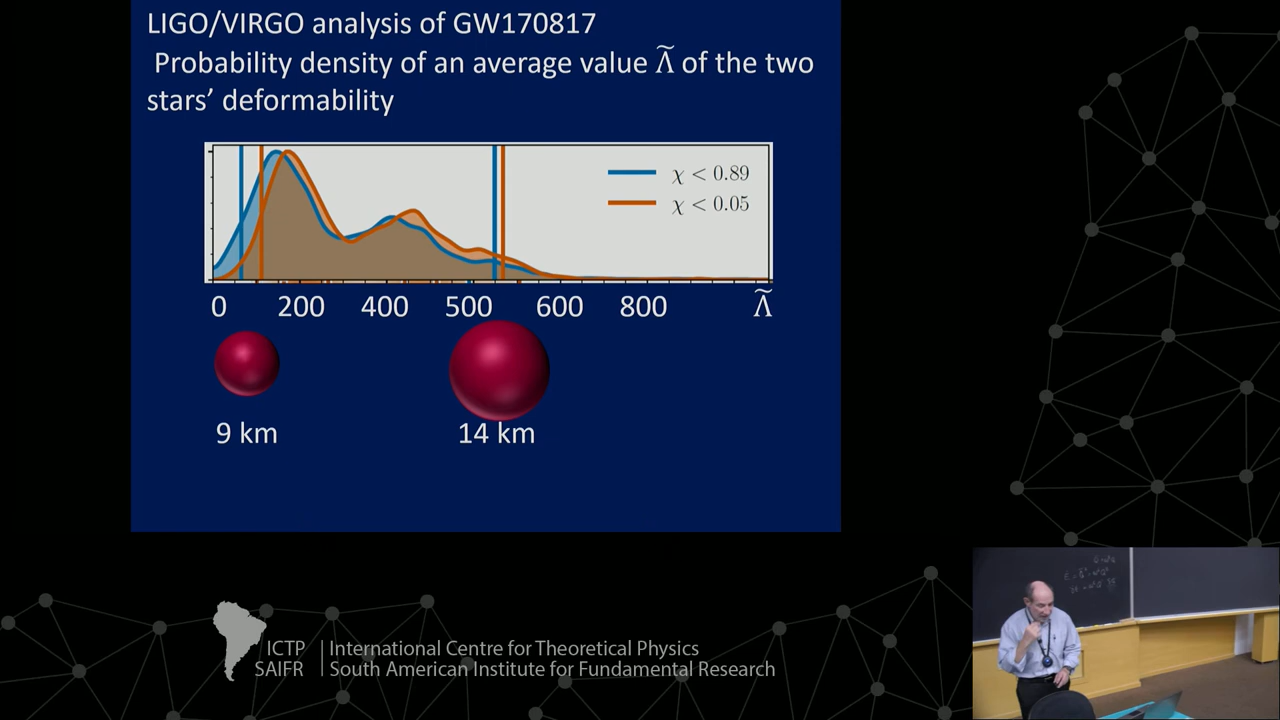 LIGO/VIRGO analysis of GW170817
Probability density of an average value Λ̃ of the two
stars’ deformability
χ < 0.89
χ < 0.05
0 200 400 500 600 800 Λ̃
9 km 14 km
ICTP
SAIFR
International Centre for Theoretical Physics
South American Institute for Fundamental Research